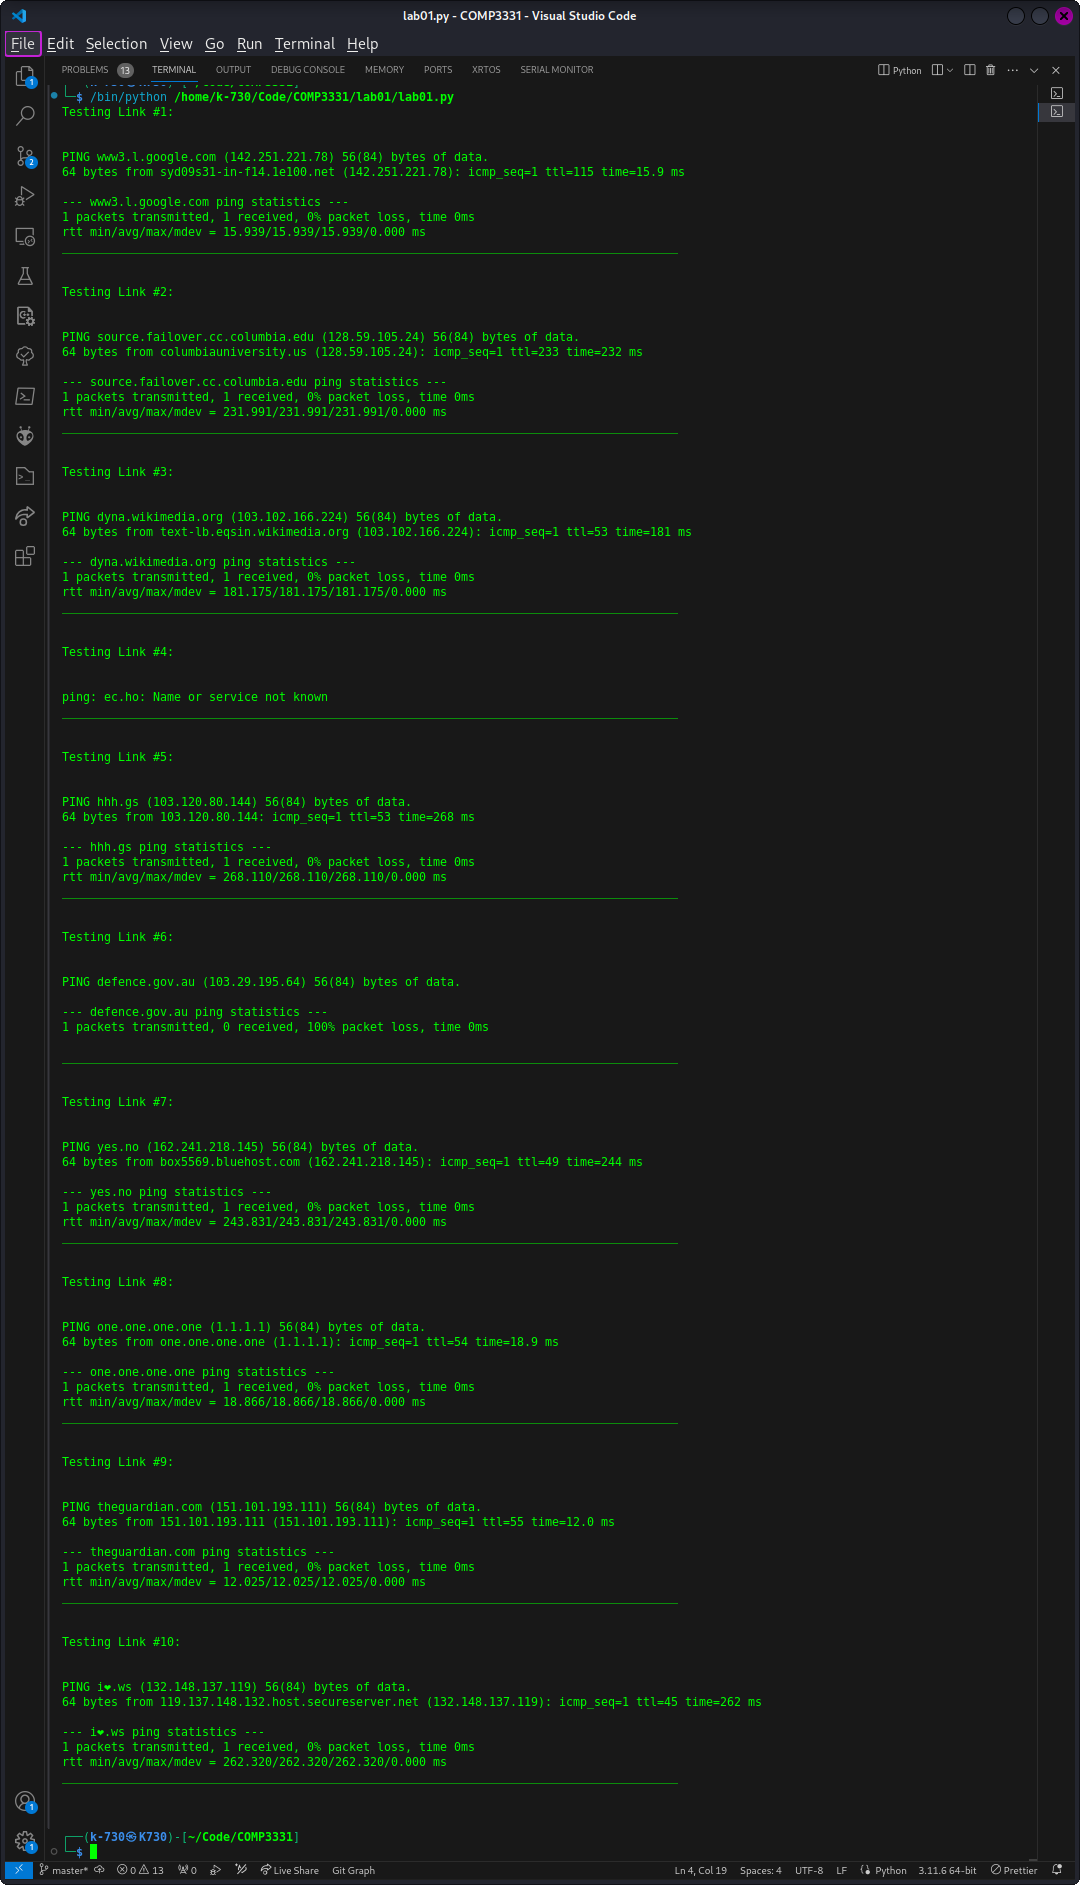 lab01.py - COMP3331 - Visual Studio Code
File Edit Selection View Go Run Terminal Help
PROBLEMS 13 TERMINAL OUTPUT DEBUG CONSOLE MEMORY PORTS XRTOS SERIAL MONITOR Python
└─$ /bin/python /home/k-730/Code/COMP3331/lab01/lab01.py
Testing Link #1:
PING www3.l.google.com (142.251.221.78) 56(84) bytes of data.
64 bytes from syd09s31-in-f14.1e100.net (142.251.221.78): icmp_seq=1 ttl=115 time=15.9 ms
--- www3.l.google.com ping statistics ---
1 packets transmitted, 1 received, 0% packet loss, time 0ms
rtt min/avg/max/mdev = 15.939/15.939/15.939/0.000 ms
Testing Link #2:
PING source.failover.cc.columbia.edu (128.59.105.24) 56(84) bytes of data.
64 bytes from columbiauniversity.us (128.59.105.24): icmp_seq=1 ttl=233 time=232 ms
--- source.failover.cc.columbia.edu ping statistics ---
1 packets transmitted, 1 received, 0% packet loss, time 0ms
rtt min/avg/max/mdev = 231.991/231.991/231.991/0.000 ms
Testing Link #3:
PING dyna.wikimedia.org (103.102.166.224) 56(84) bytes of data.
64 bytes from text-lb.eqsin.wikimedia.org (103.102.166.224): icmp_seq=1 ttl=53 time=181 ms
--- dyna.wikimedia.org ping statistics ---
1 packets transmitted, 1 received, 0% packet loss, time 0ms
rtt min/avg/max/mdev = 181.175/181.175/181.175/0.000 ms
Testing Link #4:
ping: ec.ho: Name or service not known
Testing Link #5:
PING hhh.gs (103.120.80.144) 56(84) bytes of data.
64 bytes from 103.120.80.144: icmp_seq=1 ttl=53 time=268 ms
--- hhh.gs ping statistics ---
1 packets transmitted, 1 received, 0% packet loss, time 0ms
rtt min/avg/max/mdev = 268.110/268.110/268.110/0.000 ms
Testing Link #6:
PING defence.gov.au (103.29.195.64) 56(84) bytes of data.
--- defence.gov.au ping statistics ---
1 packets transmitted, 0 received, 100% packet loss, time 0ms
Testing Link #7:
PING yes.no (162.241.218.145) 56(84) bytes of data.
64 bytes from box5569.bluehost.com (162.241.218.145): icmp_seq=1 ttl=49 time=244 ms
--- yes.no ping statistics ---
1 packets transmitted, 1 received, 0% packet loss, time 0ms
rtt min/avg/max/mdev = 243.831/243.831/243.831/0.000 ms
Testing Link #8:
PING one.one.one.one (1.1.1.1) 56(84) bytes of data.
64 bytes from one.one.one.one (1.1.1.1): icmp_seq=1 ttl=54 time=18.9 ms
--- one.one.one.one ping statistics ---
1 packets transmitted, 1 received, 0% packet loss, time 0ms
rtt min/avg/max/mdev = 18.866/18.866/18.866/0.000 ms
Testing Link #9:
PING theguardian.com (151.101.193.111) 56(84) bytes of data.
64 bytes from 151.101.193.111 (151.101.193.111): icmp_seq=1 ttl=55 time=12.0 ms
--- theguardian.com ping statistics ---
1 packets transmitted, 1 received, 0% packet loss, time 0ms
rtt min/avg/max/mdev = 12.025/12.025/12.025/0.000 ms
Testing Link #10:
PING i❤.ws (132.148.137.119) 56(84) bytes of data.
64 bytes from 119.137.148.132.host.secureserver.net (132.148.137.119): icmp_seq=1 ttl=45 time=262 ms
--- i❤.ws ping statistics ---
1 packets transmitted, 1 received, 0% packet loss, time 0ms
rtt min/avg/max/mdev = 262.320/262.320/262.320/0.000 ms
┌──(k-730㉿K730)-[~/Code/COMP3331]
└─$
master* 0 13 0 Live Share Git Graph Ln 4, Col 19 Spaces: 4 UTF-8 LF Python 3.11.6 64-bit Prettier